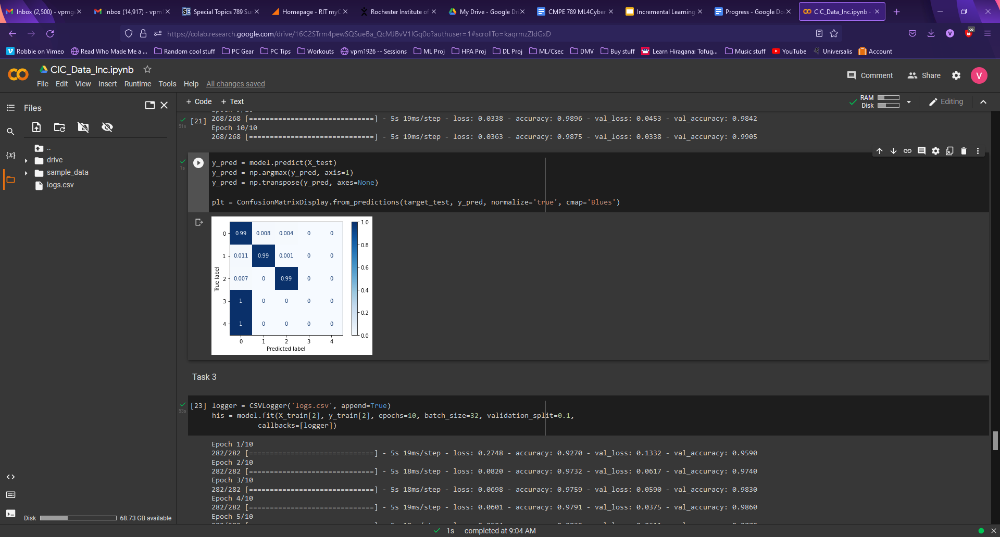 Inbox (2,500) - vpmg
Inbox (14,917) - vpm
Special Topics 789 Su
Homepage - RIT myC
Rochester Institute of
My Drive - Google Dr
CMPE 789 ML4Cyber
Incremental Learning
Progress - Google Do
CIC_Data_Inc.ipynb -
https://colab.research.google.com/drive/16C2STrm4pewSQSueBa_QcMJBvV1IGq0o?authuser=1#scrollTo=kaqrmzZIdGxD
Robbie on Vimeo
Read Who Made Me a ...
Random cool stuff
PC Gear
PC Tips
Workouts
vpm1926 -- Sessions
ML Proj
HPA Proj
DL Proj
ML/Csec
DMV
Buy stuff
Learn Hiragana: Tofug...
Music stuff
YouTube
Universalis
Account
CIC_Data_Inc.ipynb
File Edit View Insert Runtime Tools Help All changes saved
Comment
Share
V
Files
+ Code + Text
RAM
Disk
Editing
..
drive
sample_data
logs.csv
[21]
51s
268/268 [==============================] - 5s 19ms/step - loss: 0.0338 - accuracy: 0.9896 - val_loss: 0.0453 - val_accuracy: 0.9842
Epoch 10/10
268/268 [==============================] - 5s 19ms/step - loss: 0.0363 - accuracy: 0.9875 - val_loss: 0.0338 - val_accuracy: 0.9905
1s
y_pred = model.predict(X_test)
y_pred = np.argmax(y_pred, axis=1)
y_pred = np.transpose(y_pred, axes=None)
plt = ConfusionMatrixDisplay.from_predictions(target_test, y_pred, normalize='true', cmap='Blues')
0 0.99 0.008 0.004 0 0
1 0.011 0.99 0.001 0 0
2 0.007 0 0.99 0 0
3 1 0 0 0 0
4 1 0 0 0 0
0 1 2 3 4
True label
Predicted label
1.0
0.8
0.6
0.4
0.2
0.0
Task 3
[23]
53s
logger = CSVLogger('logs.csv', append=True)
his = model.fit(X_train[2], y_train[2], epochs=10, batch_size=32, validation_split=0.1,
callbacks=[logger])
Epoch 1/10
282/282 [==============================] - 5s 19ms/step - loss: 0.2748 - accuracy: 0.9270 - val_loss: 0.1332 - val_accuracy: 0.9590
Epoch 2/10
282/282 [==============================] - 5s 18ms/step - loss: 0.0820 - accuracy: 0.9732 - val_loss: 0.0617 - val_accuracy: 0.9740
Epoch 3/10
282/282 [==============================] - 5s 18ms/step - loss: 0.0698 - accuracy: 0.9759 - val_loss: 0.0590 - val_accuracy: 0.9830
Epoch 4/10
282/282 [==============================] - 5s 19ms/step - loss: 0.0601 - accuracy: 0.9791 - val_loss: 0.0375 - val_accuracy: 0.9860
Epoch 5/10
Disk
68.73 GB available
1s completed at 9:04 AM